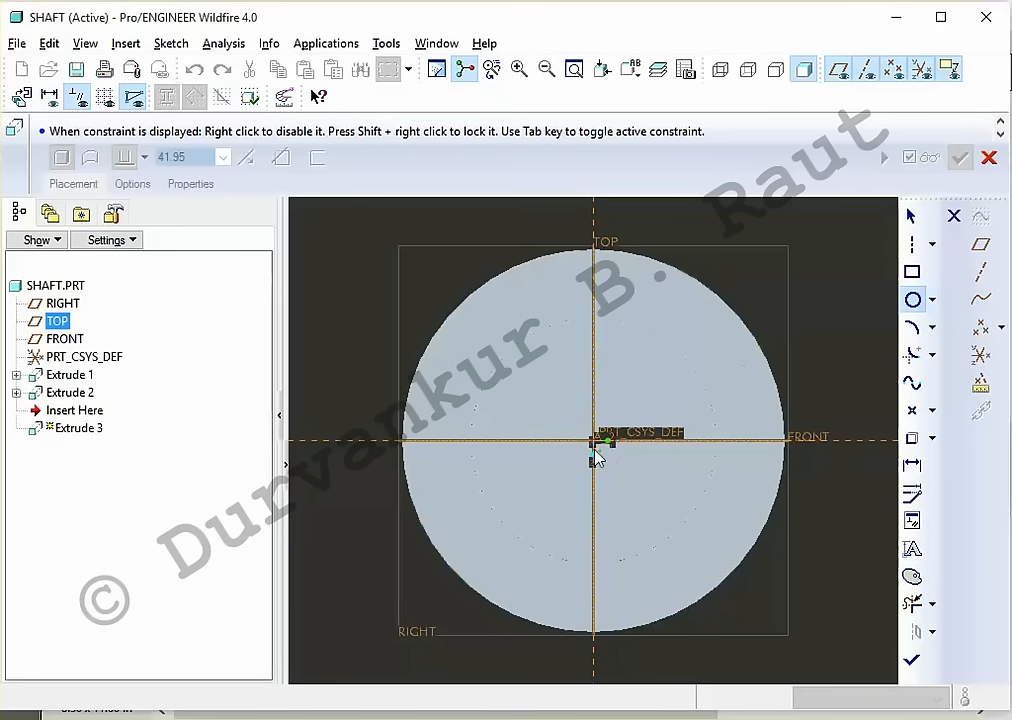 SHAFT (Active) - Pro/ENGINEER Wildfire 4.0
File Edit View Insert Sketch Analysis Info Applications Tools Window Help
• When constraint is displayed: Right click to disable it. Press Shift + right click to lock it. Use Tab key to toggle active constraint.
41.95
Placement Options Properties
Show Settings
SHAFT.PRT
RIGHT
TOP
FRONT
PRT_CSYS_DEF
Extrude 1
Extrude 2
Insert Here
Extrude 3
TOP
PRT_CSYS_DEF
FRONT
RIGHT
© Durvankur B. Raut